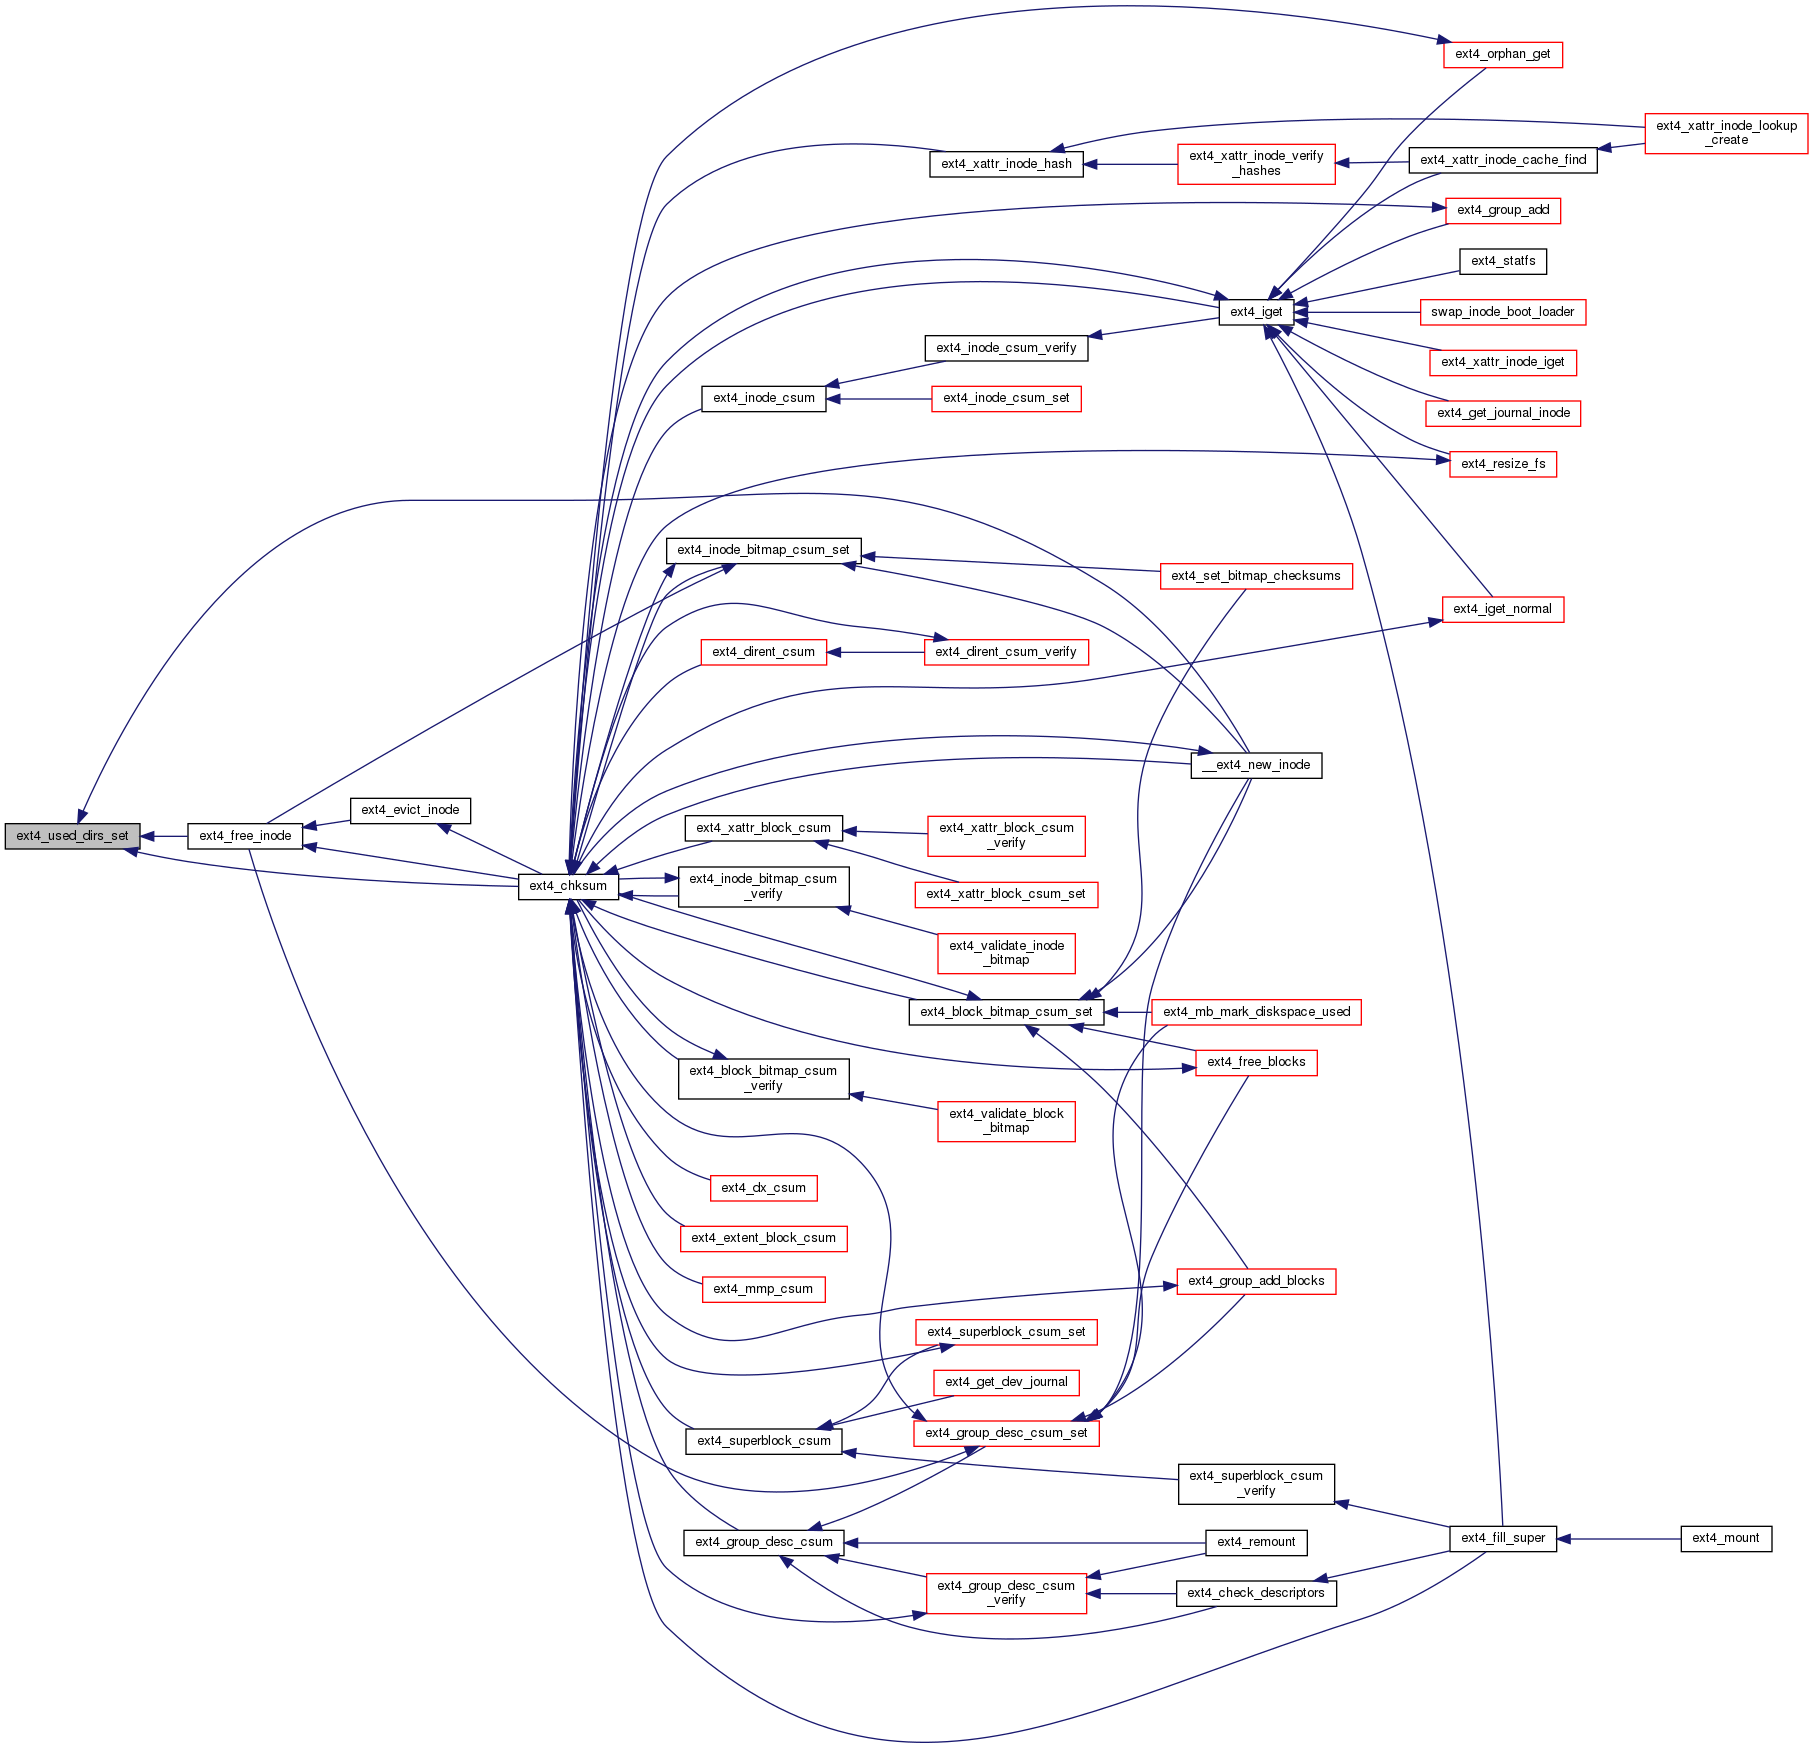 ext4_orphan_get
ext4_xattr_inode_lookup
_create
ext4_xattr_inode_hash
ext4_xattr_inode_verify
_hashes
ext4_xattr_inode_cache_find
ext4_group_add
ext4_statfs
ext4_iget
swap_inode_boot_loader
ext4_inode_csum_verify
ext4_xattr_inode_iget
ext4_inode_csum
ext4_inode_csum_set
ext4_get_journal_inode
ext4_resize_fs
ext4_inode_bitmap_csum_set
ext4_set_bitmap_checksums
ext4_iget_normal
ext4_dirent_csum
ext4_dirent_csum_verify
__ext4_new_inode
ext4_evict_inode
ext4_used_dirs_set
ext4_free_inode
ext4_xattr_block_csum
ext4_xattr_block_csum
_verify
ext4_chksum
ext4_inode_bitmap_csum
_verify
ext4_xattr_block_csum_set
ext4_validate_inode
_bitmap
ext4_block_bitmap_csum_set
ext4_mb_mark_diskspace_used
ext4_free_blocks
ext4_block_bitmap_csum
_verify
ext4_validate_block
_bitmap
ext4_dx_csum
ext4_extent_block_csum
ext4_mmp_csum
ext4_group_add_blocks
ext4_superblock_csum_set
ext4_get_dev_journal
ext4_superblock_csum
ext4_group_desc_csum_set
ext4_superblock_csum
_verify
ext4_group_desc_csum
ext4_remount
ext4_fill_super
ext4_mount
ext4_group_desc_csum
_verify
ext4_check_descriptors